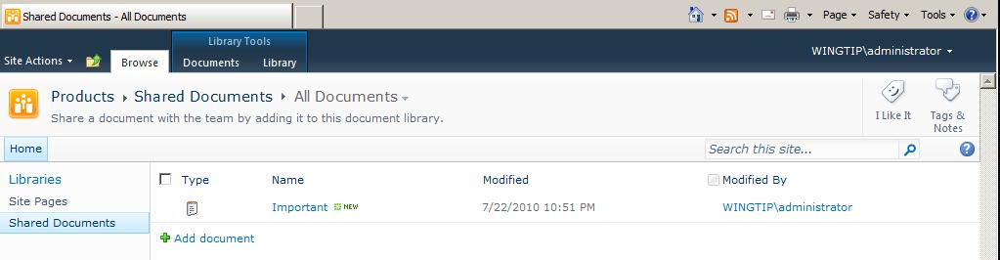 Shared Documents - All Documents
Page Safety Tools
Library Tools
Site Actions Browse Documents Library WINGTIP\administrator
Products Shared Documents All Documents
Share a document with the team by adding it to this document library.
I Like It Tags &
Notes
Home Search this site...
Libraries Type Name Modified Modified By
Site Pages
Important NEW 7/22/2010 10:51 PM WINGTIP\administrator
Shared Documents
Add document